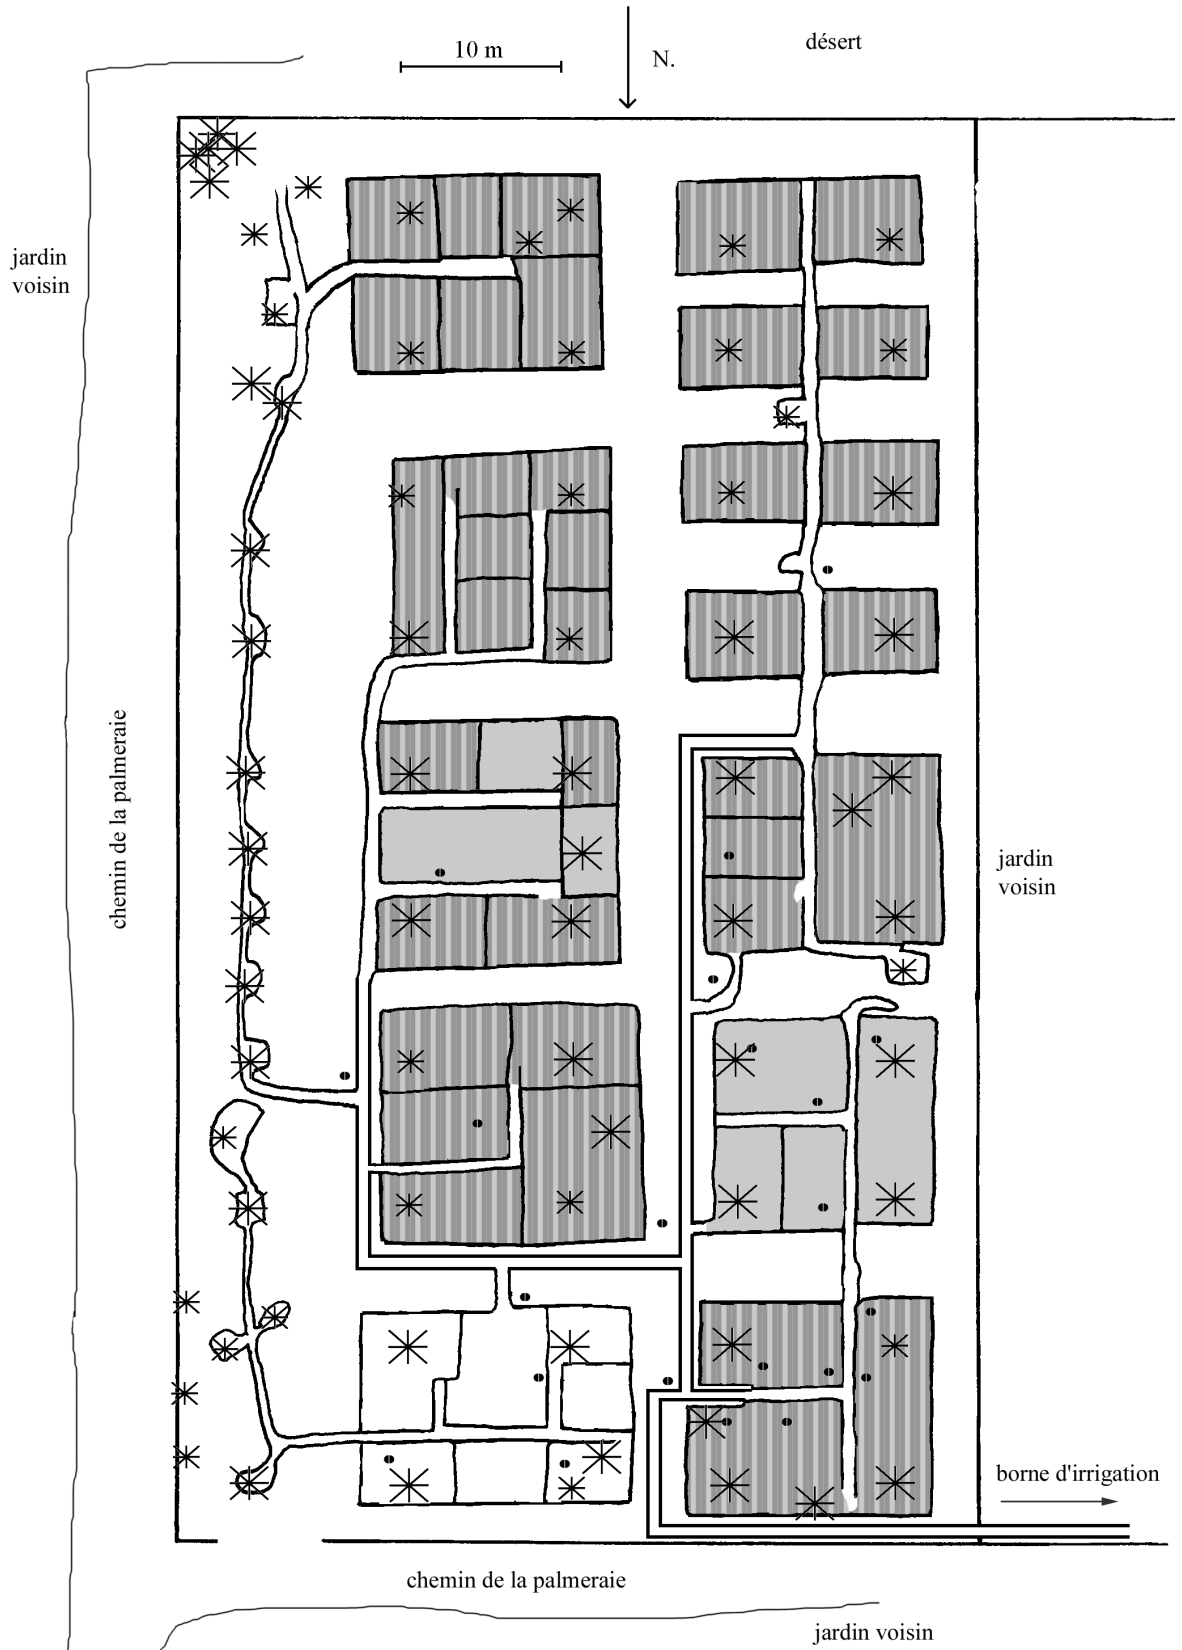 10 m
N.
désert
jardin
voisin
chemin de la palmeraie
jardin
voisin
borne d'irrigation
chemin de la palmeraie
jardin voisin